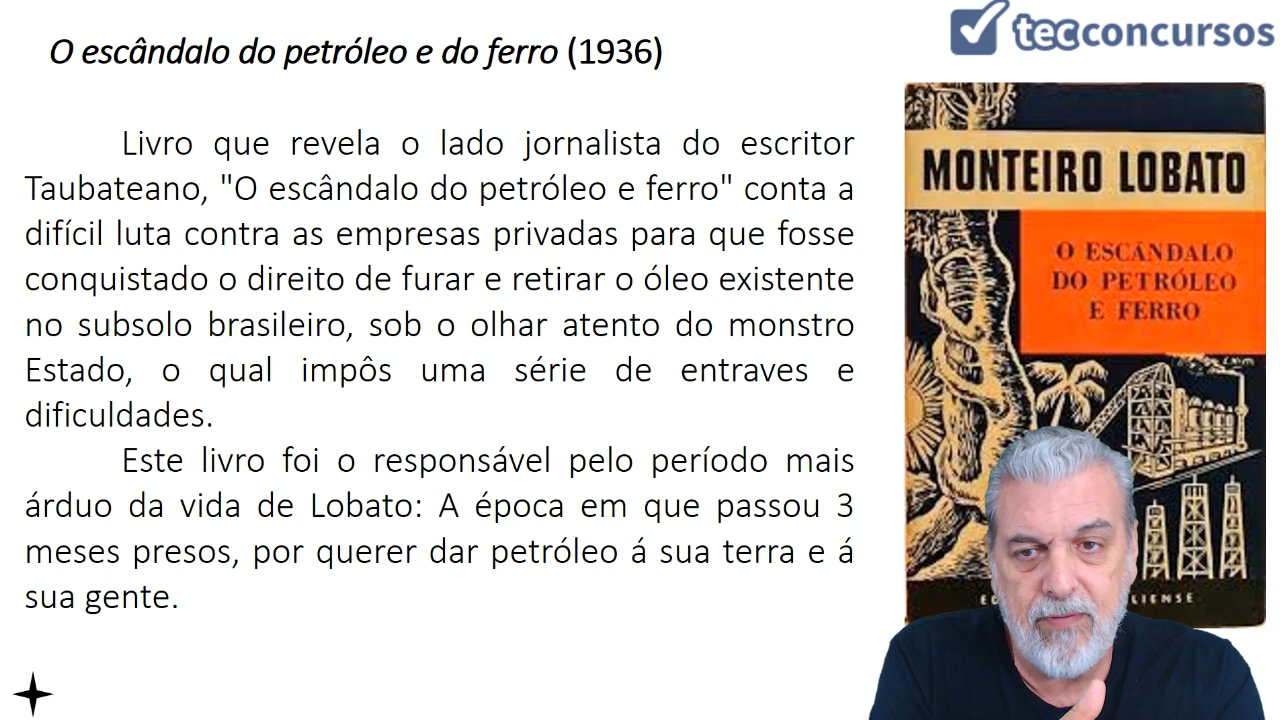 O escândalo do petróleo e do ferro (1936)
tecconcursos
Livro que revela o lado jornalista do escritor
Taubateano, "O escândalo do petróleo e ferro" conta a
difícil luta contra as empresas privadas para que fosse
conquistado o direito de furar e retirar o óleo existente
no subsolo brasileiro, sob o olhar atento do monstro
Estado, o qual impôs uma série de entraves e
dificuldades.
Este livro foi o responsável pelo período mais
árduo da vida de Lobato: A época em que passou 3
meses presos, por querer dar petróleo á sua terra e á
sua gente.
MONTEIRO LOBATO
O ESCÂNDALO
DO PETRÓLEO
E FERRO